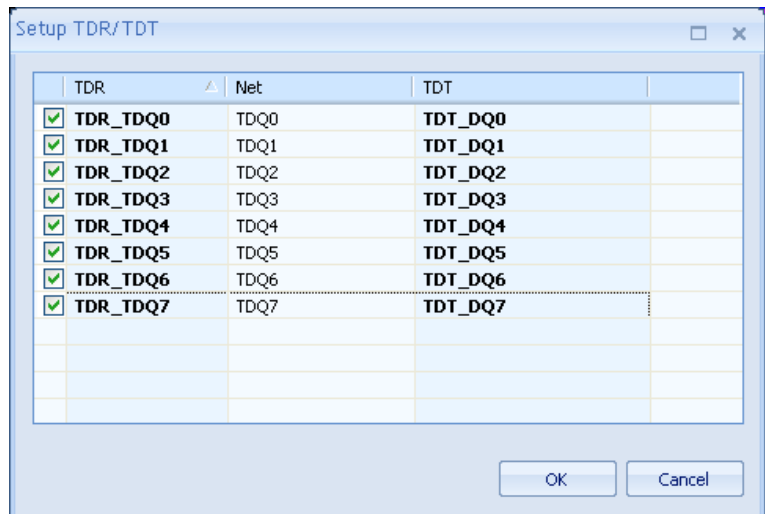 Setup TDR/TDT
TDR Net TDT
TDR_TDQ0 TDQ0 TDT_DQ0
TDR_TDQ1 TDQ1 TDT_DQ1
TDR_TDQ2 TDQ2 TDT_DQ2
TDR_TDQ3 TDQ3 TDT_DQ3
TDR_TDQ4 TDQ4 TDT_DQ4
TDR_TDQ5 TDQ5 TDT_DQ5
TDR_TDQ6 TDQ6 TDT_DQ6
TDR_TDQ7 TDQ7 TDT_DQ7
OK Cancel